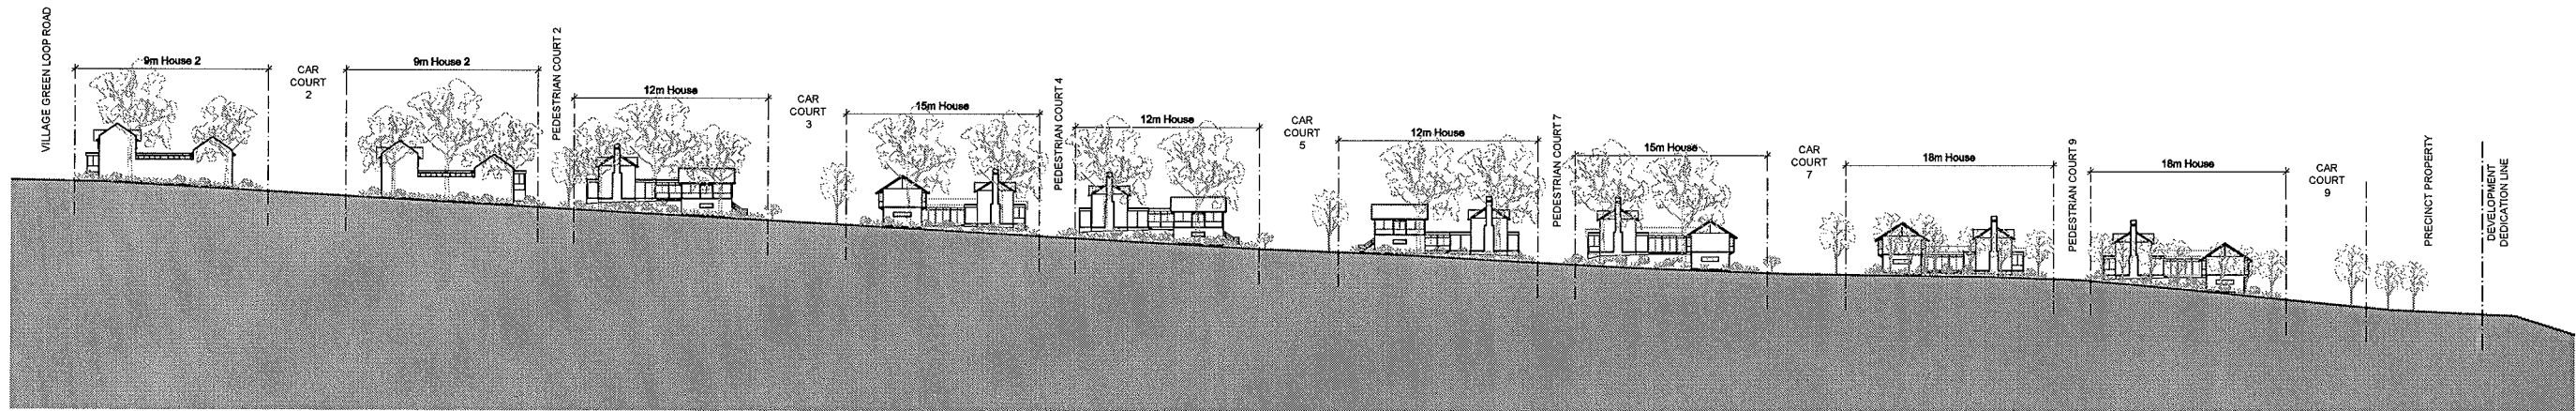 VILLAGE GREEN LOOP ROAD
9m House 2
CAR
COURT
2
9m House 2
PEDESTRIAN COURT 2
12m House
CAR
COURT
3
15m House
PEDESTRIAN COURT 4
12m House
CAR
COURT
5
12m House
PEDESTRIAN COURT 7
15m House
CAR
COURT
7
18m House
PEDESTRIAN COURT 9
18m House
CAR
COURT
9
PRECINCT PROPERTY
DEVELOPMENT
DEDICATION LINE